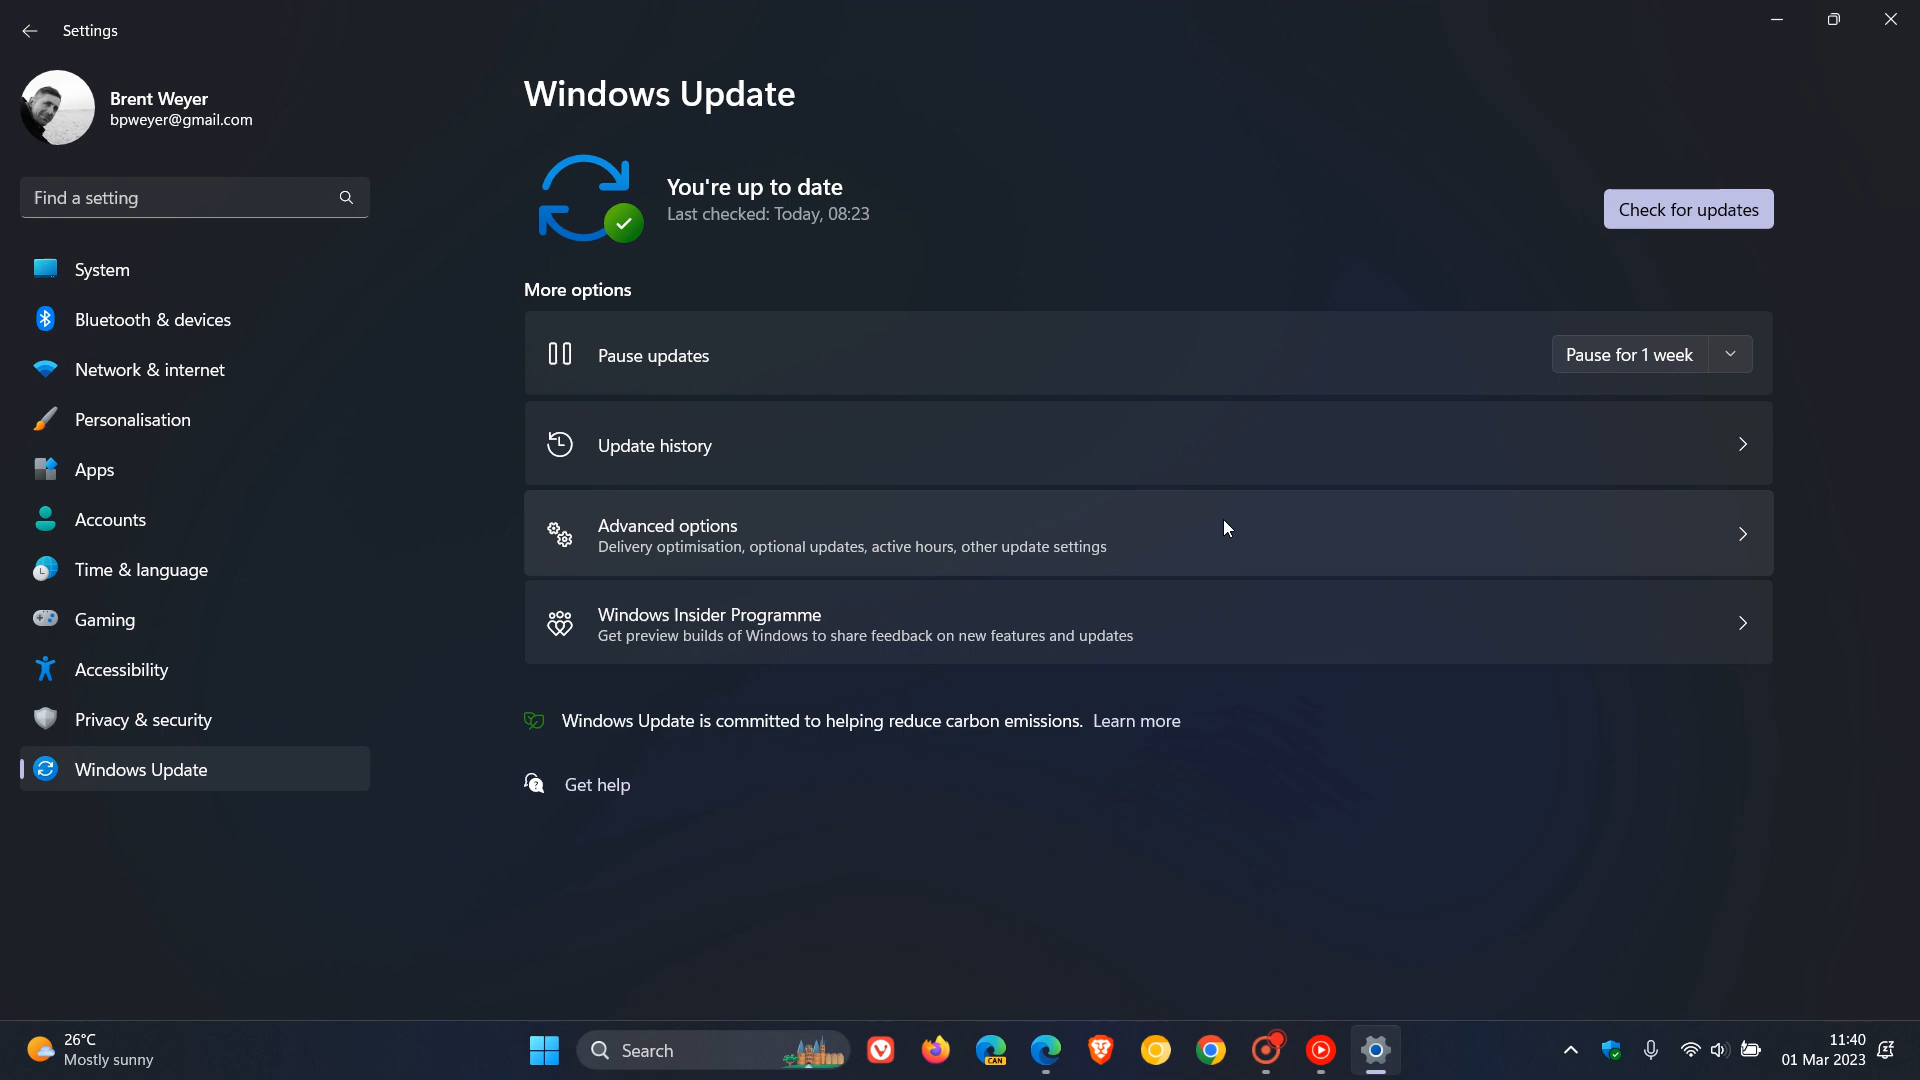 Settings
Brent Weyer
bpweyer@gmail.com
Find a setting
System
Bluetooth & devices
Network & internet
Personalisation
Apps
Accounts
Time & language
Gaming
Accessibility
Privacy & security
Windows Update
Windows Update
You're up to date
Last checked: Today, 08:23
Check for updates
More options
Pause updates
Pause for 1 week
Update history
Advanced options
Delivery optimisation, optional updates, active hours, other update settings
Windows Insider Programme
Get preview builds of Windows to share feedback on new features and updates
Windows Update is committed to helping reduce carbon emissions. Learn more
Get help
26°C
Mostly sunny
Search
CAN
11:40
01 Mar 2023